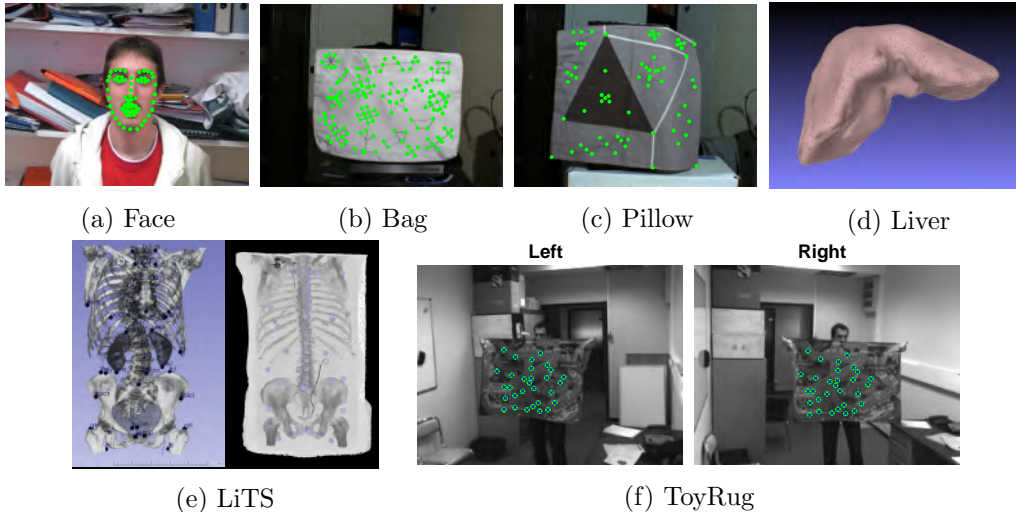 (a) Face
(b) Bag
(c) Pillow
(d) Liver
Left
Right
(e) LiTS
(f) ToyRug